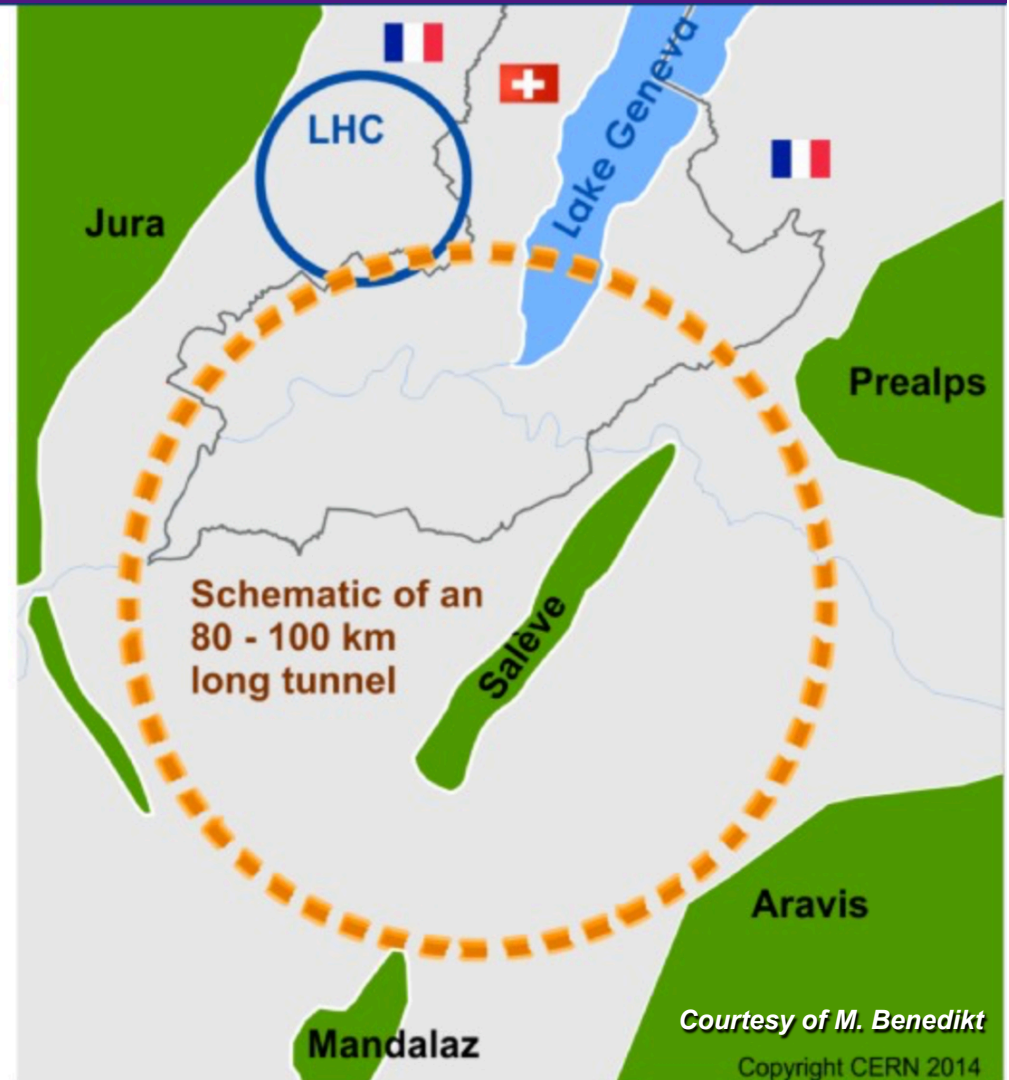 LHC
Lake Geneva
Jura
Prealps
Schematic of an
80 - 100 km
long tunnel
Salève
Aravis
Mandalaz
Courtesy of M. Benedikt
Copyright CERN 2014